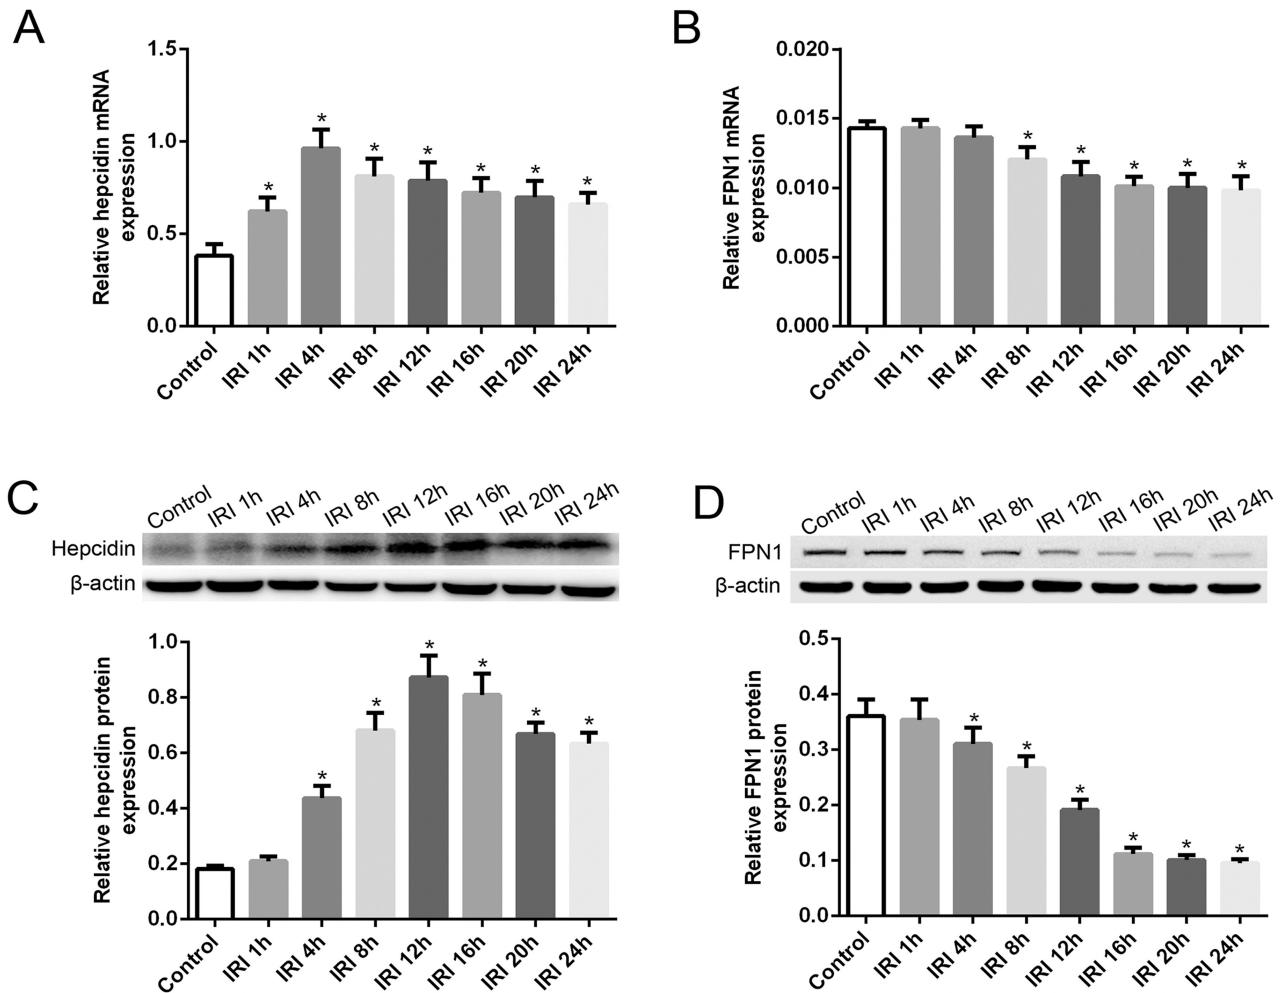 A
Relative hepcidin mRNA
expression
1.5
1.0
0.5
0.0
*
*
*
*
*
*
*
Control
IRI 1h
IRI 4h
IRI 8h
IRI 12h
IRI 16h
IRI 20h
IRI 24h
B
Relative FPN1 mRNA
expression
0.020
0.015
0.010
0.005
0.000
*
*
*
*
*
Control
IRI 1h
IRI 4h
IRI 8h
IRI 12h
IRI 16h
IRI 20h
IRI 24h
C
Control
IRI 1h
IRI 4h
IRI 8h
IRI 12h
IRI 16h
IRI 20h
IRI 24h
Hepcidin
β-actin
Relative hepcidin protein
expression
1.0
0.8
0.6
0.4
0.2
0.0
*
*
*
*
*
*
Control
IRI 1h
IRI 4h
IRI 8h
IRI 12h
IRI 16h
IRI 20h
IRI 24h
D
Control
IRI 1h
IRI 4h
IRI 8h
IRI 12h
IRI 16h
IRI 20h
IRI 24h
FPN1
β-actin
Relative FPN1 protein
expression
0.5
0.4
0.3
0.2
0.1
0.0
*
*
*
*
*
*
Control
IRI 1h
IRI 4h
IRI 8h
IRI 12h
IRI 16h
IRI 20h
IRI 24h